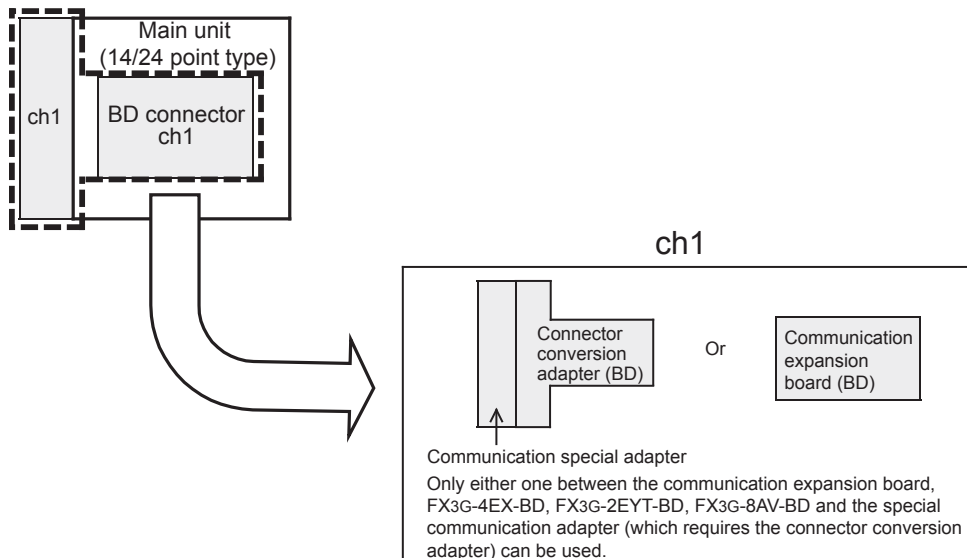 Main unit
(14/24 point type)
ch1
BD connector
ch1
ch1
Connector
conversion
adapter (BD)
Or
Communication
expansion
board (BD)
Communication special adapter
Only either one between the communication expansion board,
FX3G-4EX-BD, FX3G-2EYT-BD, FX3G-8AV-BD and the special
communication adapter (which requires the connector conversion
adapter) can be used.